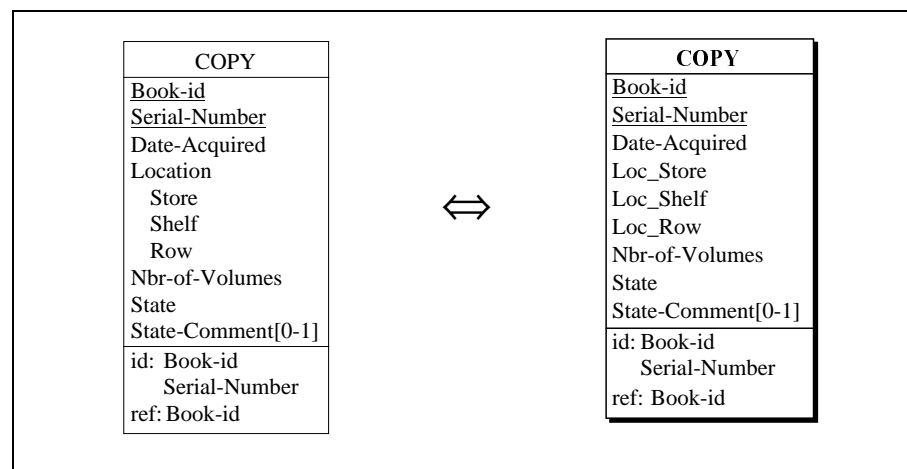 COPY
Book-id
Serial-Number
Date-Acquired
Location
Store
Shelf
Row
Nbr-of-Volumes
State
State-Comment[0-1]
id: Book-id
Serial-Number
ref: Book-id
⇔
COPY
Book-id
Serial-Number
Date-Acquired
Loc_Store
Loc_Shelf
Loc_Row
Nbr-of-Volumes
State
State-Comment[0-1]
id: Book-id
Serial-Number
ref: Book-id